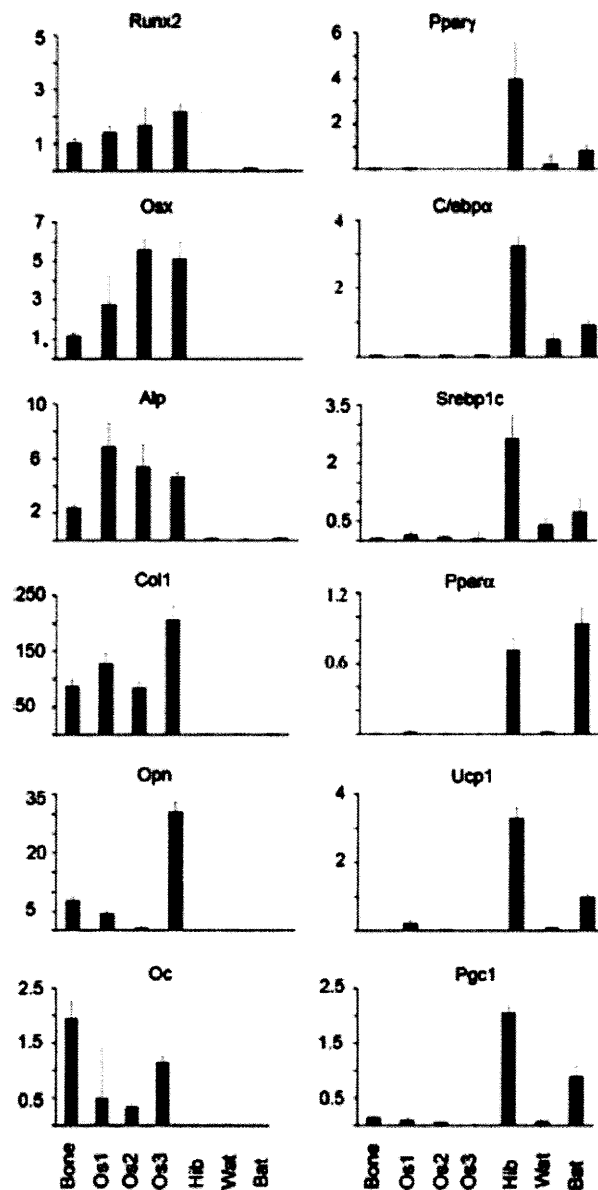 Runx2
5
3
1
Pparγ
6
4
2
Osx
7
5
3
1
C/ebpα
4
2
Alp
10
6
2
Srebp1c
3.5
2
0.5
Col1
250
150
50
Pparα
1.2
0.6
Opn
35
20
5
Ucp1
4
2
Oc
2.5
1.5
0.5
Pgc1
2.5
1.5
0.5
Bone
Os1
Os2
Os3
Hib
Wat
Bat
Bone
Os1
Os2
Os3
Hib
Wat
Bat